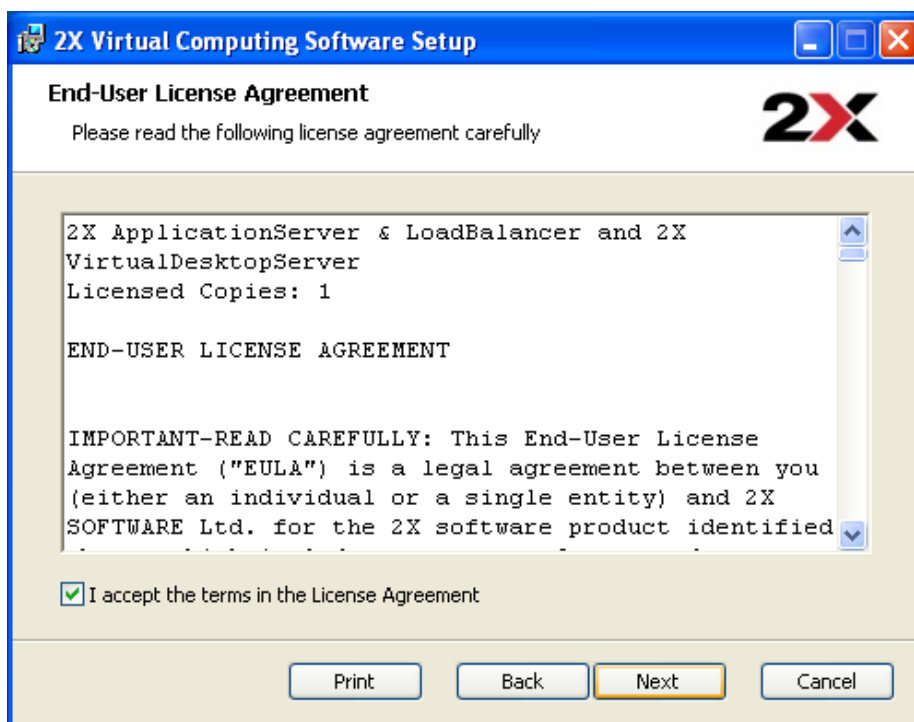 2X Virtual Computing Software Setup
End-User License Agreement
Please read the following license agreement carefully
2X
2X ApplicationServer & LoadBalancer and 2X
VirtualDesktopServer
Licensed Copies: 1
END-USER LICENSE AGREEMENT
IMPORTANT-READ CAREFULLY: This End-User License
Agreement ("EULA") is a legal agreement between you
(either an individual or a single entity) and 2X
SOFTWARE Ltd. for the 2X software product identified
I accept the terms in the License Agreement
Print
Back
Next
Cancel